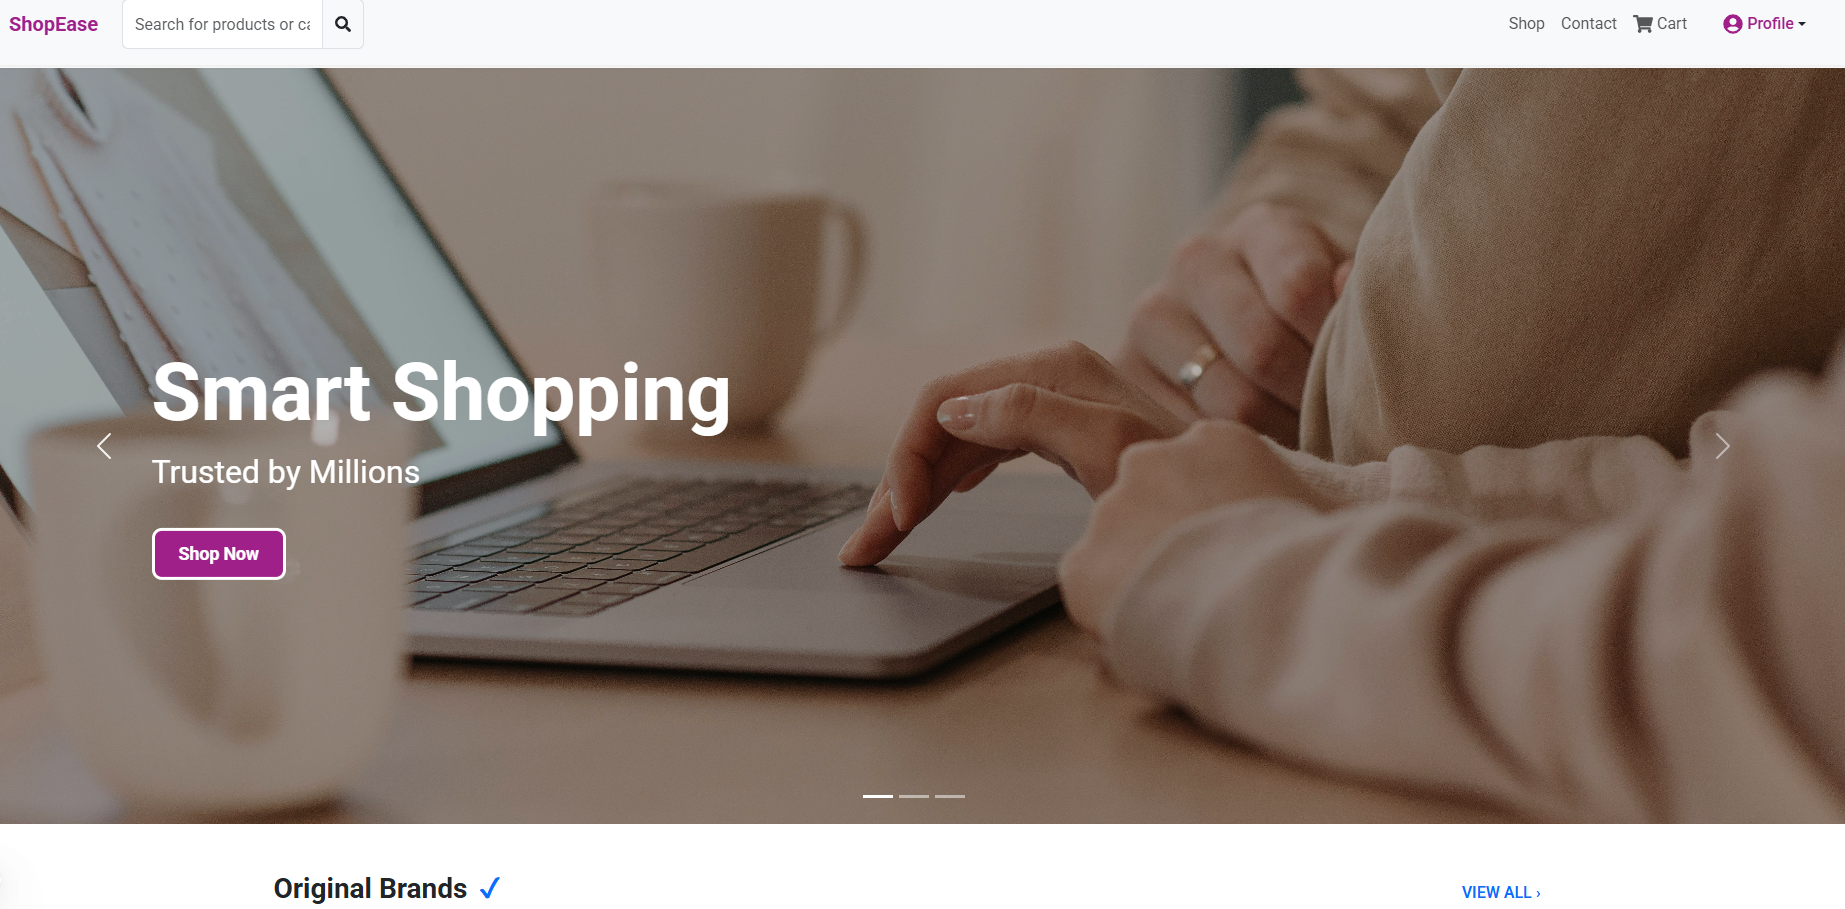 ShopEase
Search for products or ca
Shop
Contact
Cart
Profile
Smart Shopping
Trusted by Millions
Shop Now
Original Brands
VIEW ALL ›